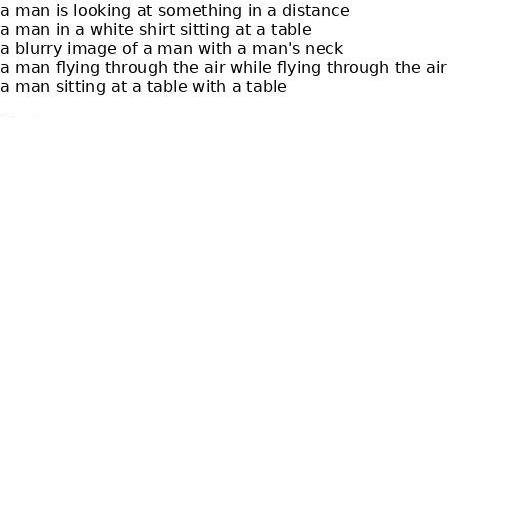 a man is looking at something in a distance
a man in a white shirt sitting at a table
a blurry image of a man with a man's neck
a man flying through the air while flying through the air
a man sitting at a table with a table